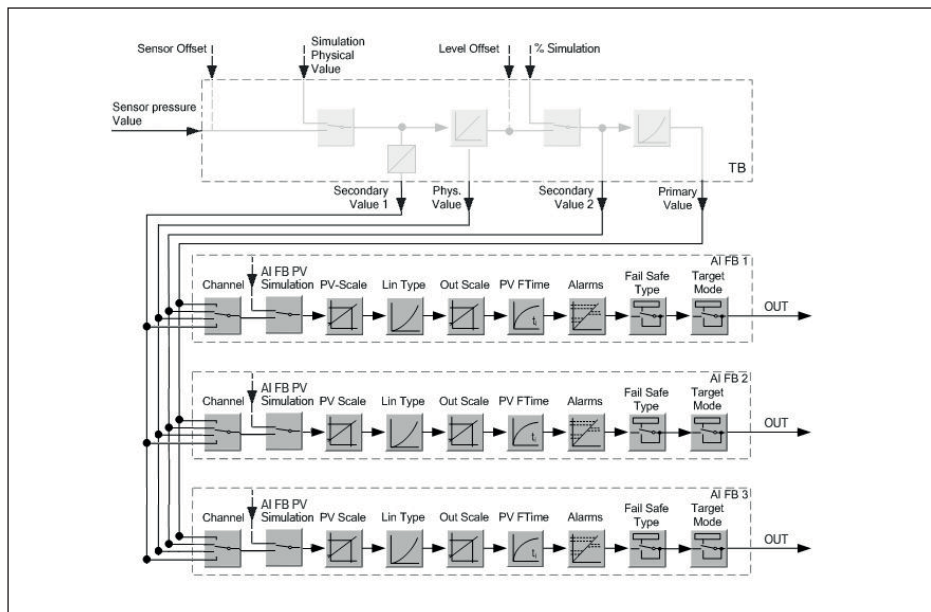 Sensor Offset
Simulation
Physical
Value
Level Offset
% Simulation
Sensor pressure
Value
TB
Secondary
Value 1
Phys.
Value
Secondary
Value 2
Primary
Value
AI FB 1
Channel
AI FB PV
Simulation
PV-Scale
Lin Type
Out Scale
PV FTime
Alarms
Fail Safe
Type
Target
Mode
OUT
t
AI FB 2
Channel
AI FB PV
Simulation
PV Scale
Lin Type
Out Scale
PV FTime
Alarms
Fail Safe
Type
Target
Mode
OUT
t
AI FB 3
Channel
AI FB PV
Simulation
PV Scale
Lin Type
Out Scale
PV FTime
Alarms
Fail Safe
Type
Target
Mode
OUT
t